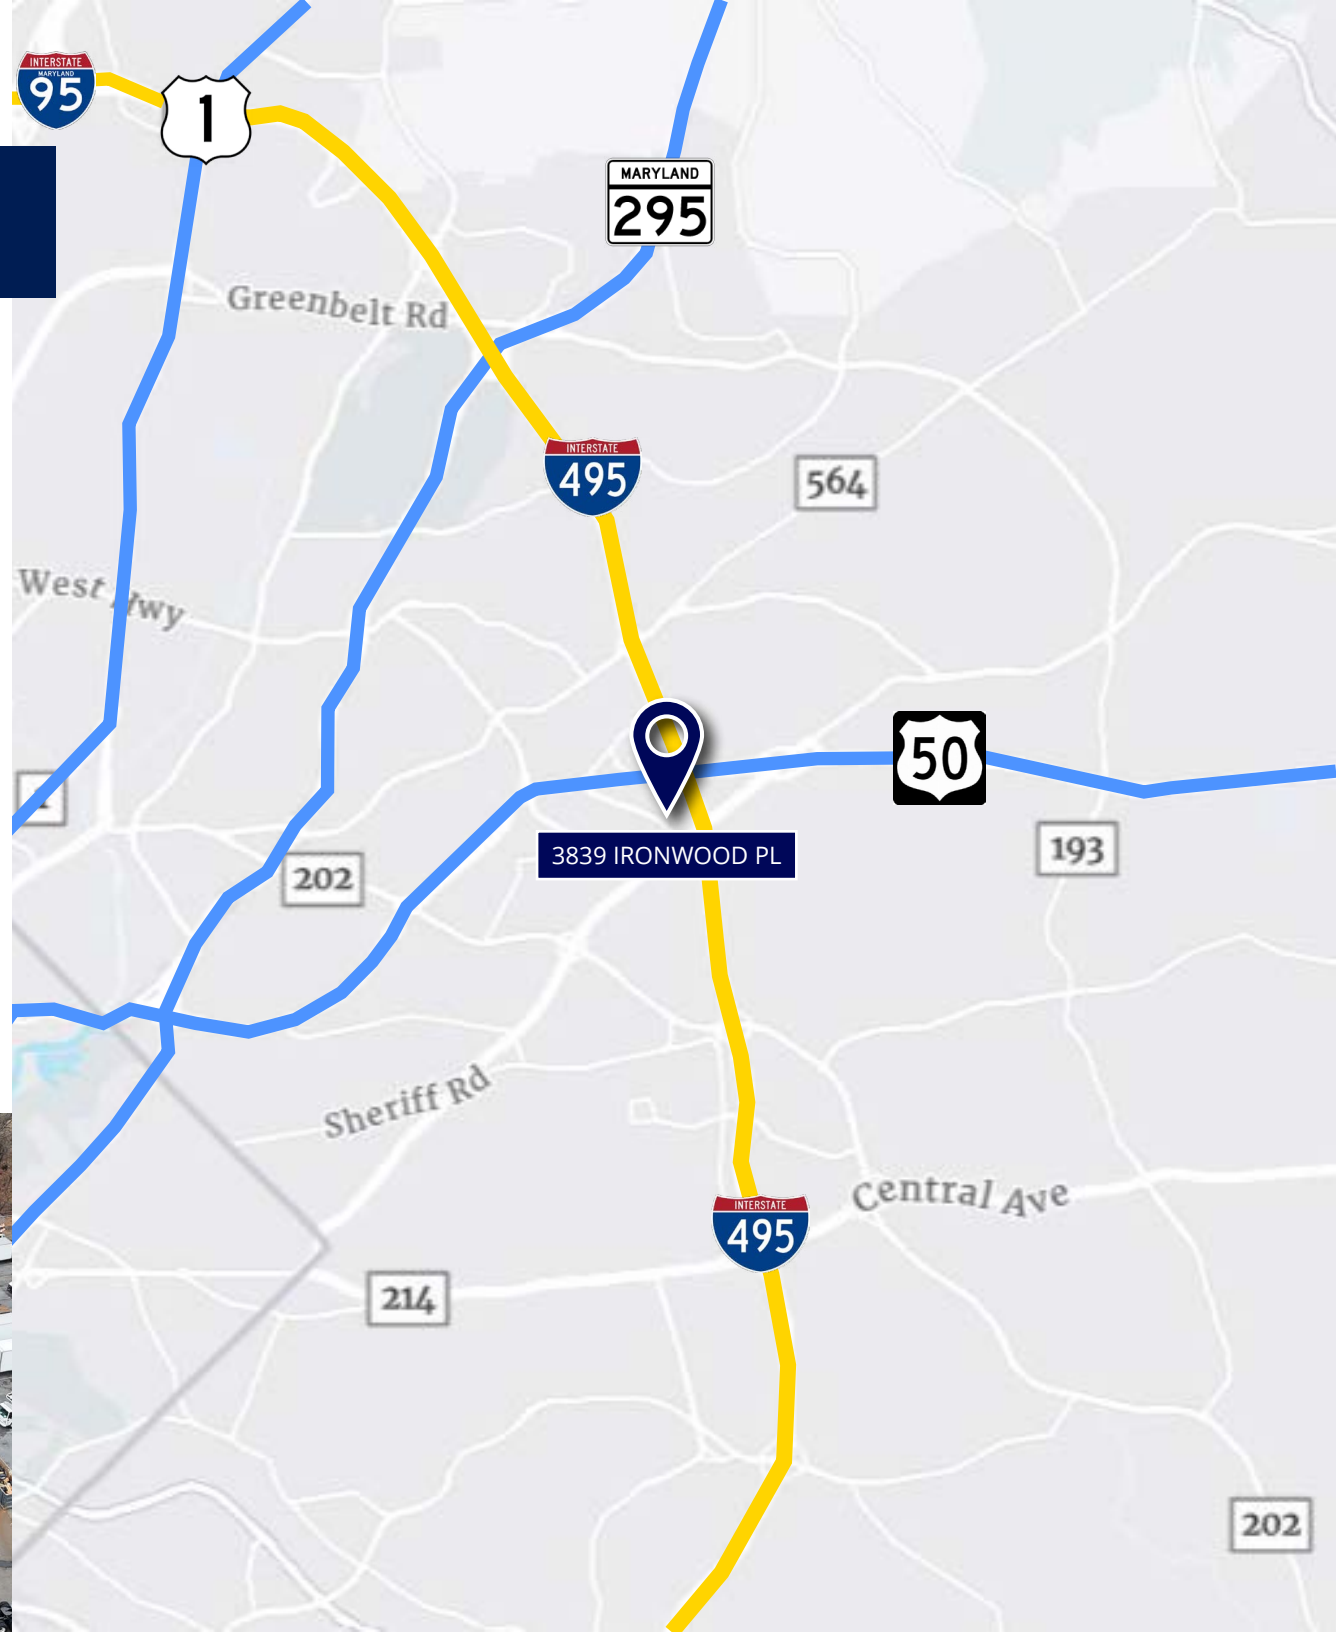 INTERSTATE
MARYLAND
95
1
MARYLAND
295
Greenbelt Rd
INTERSTATE
495
564
West Hwy
50
1
193
3839 IRONWOOD PL
202
Sheriff Rd
Central Ave
INTERSTATE
495
214
202